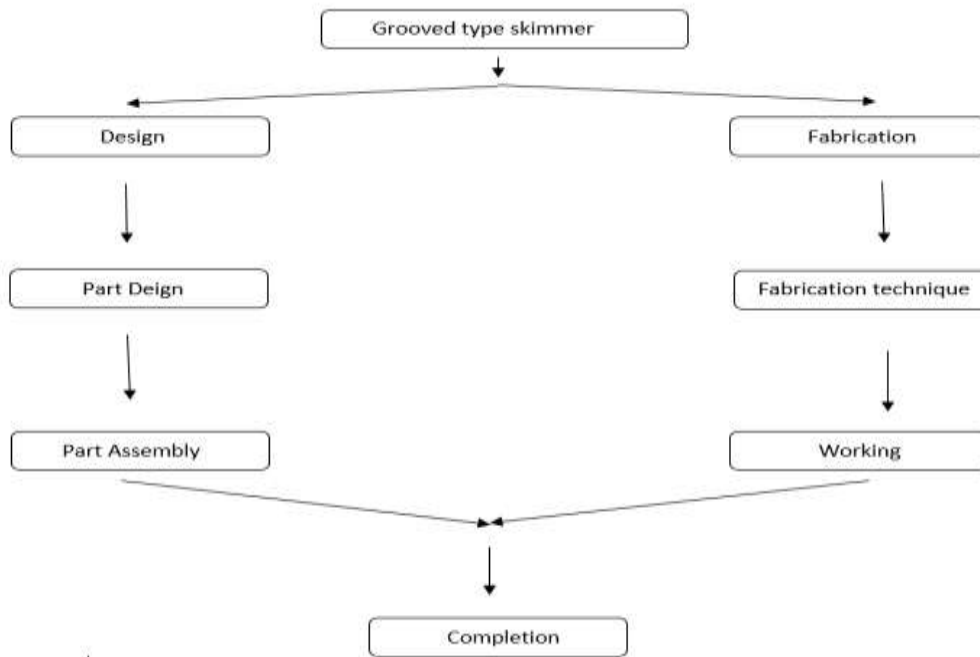 Grooved type skimmer
Design
Fabrication
Part Deign
Fabrication technique
Part Assembly
Working
Completion